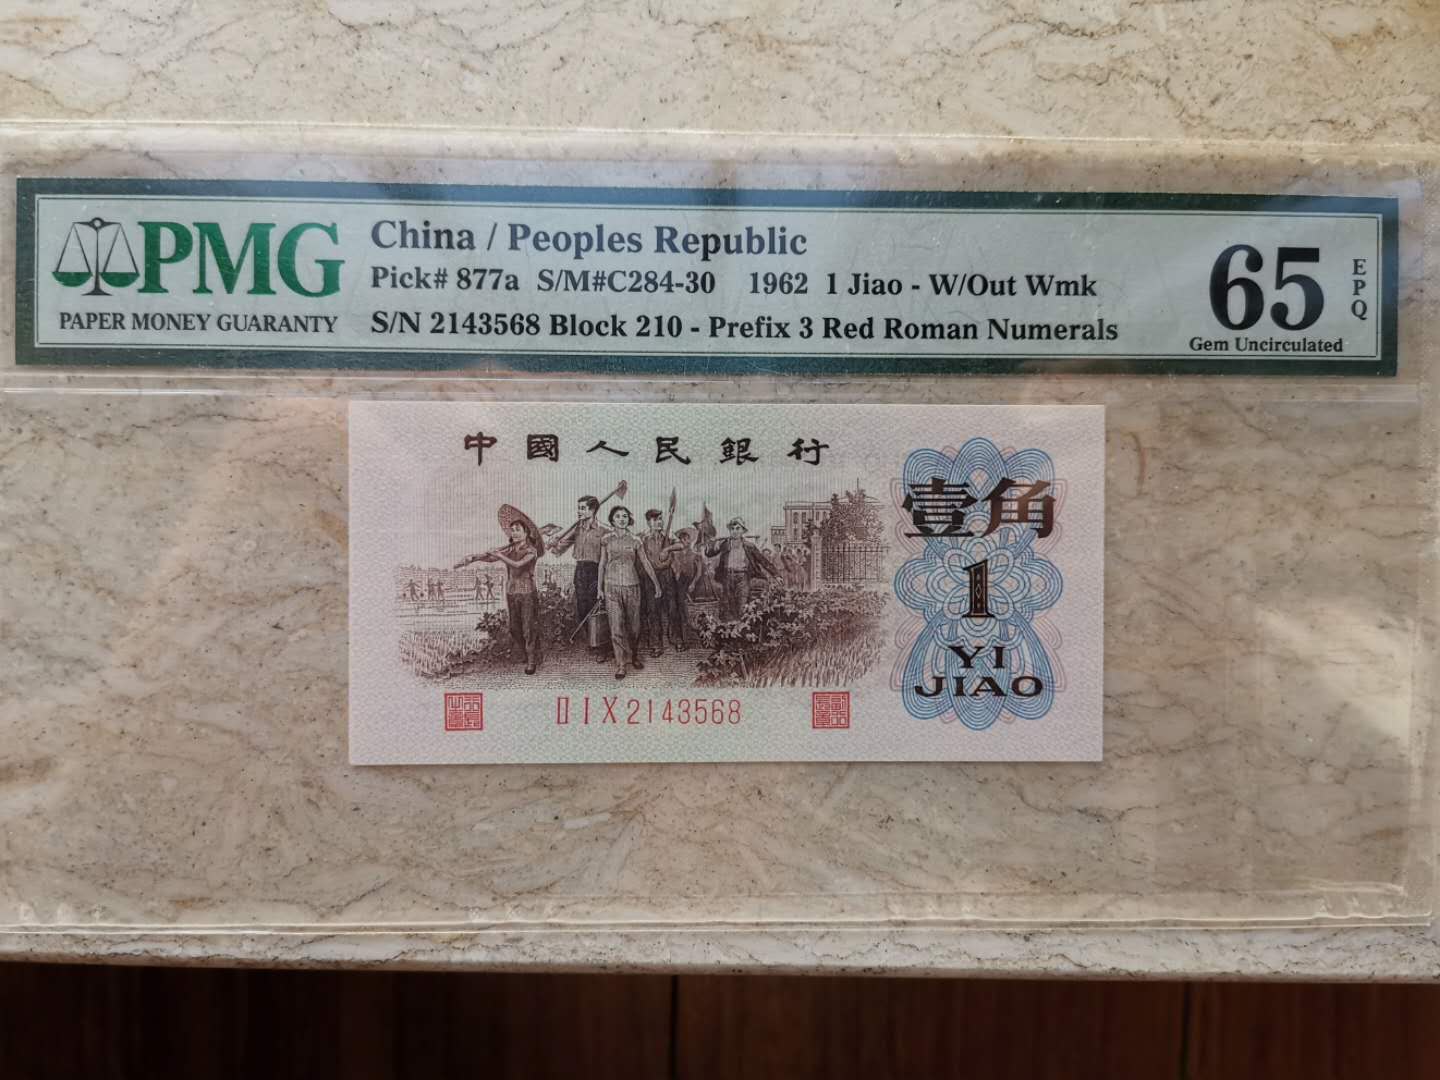 PMG
PAPER MONEY GUARANTY
China / Peoples Republic
Pick# 877a S/M#C284-30 1962 1 Jiao - W/Out Wmk
S/N 2143568 Block 210 - Prefix 3 Red Roman Numerals
65
EPQ
Gem Uncirculated
中國人民銀行
壹角
1
YI
JIAO
II I X 2143568